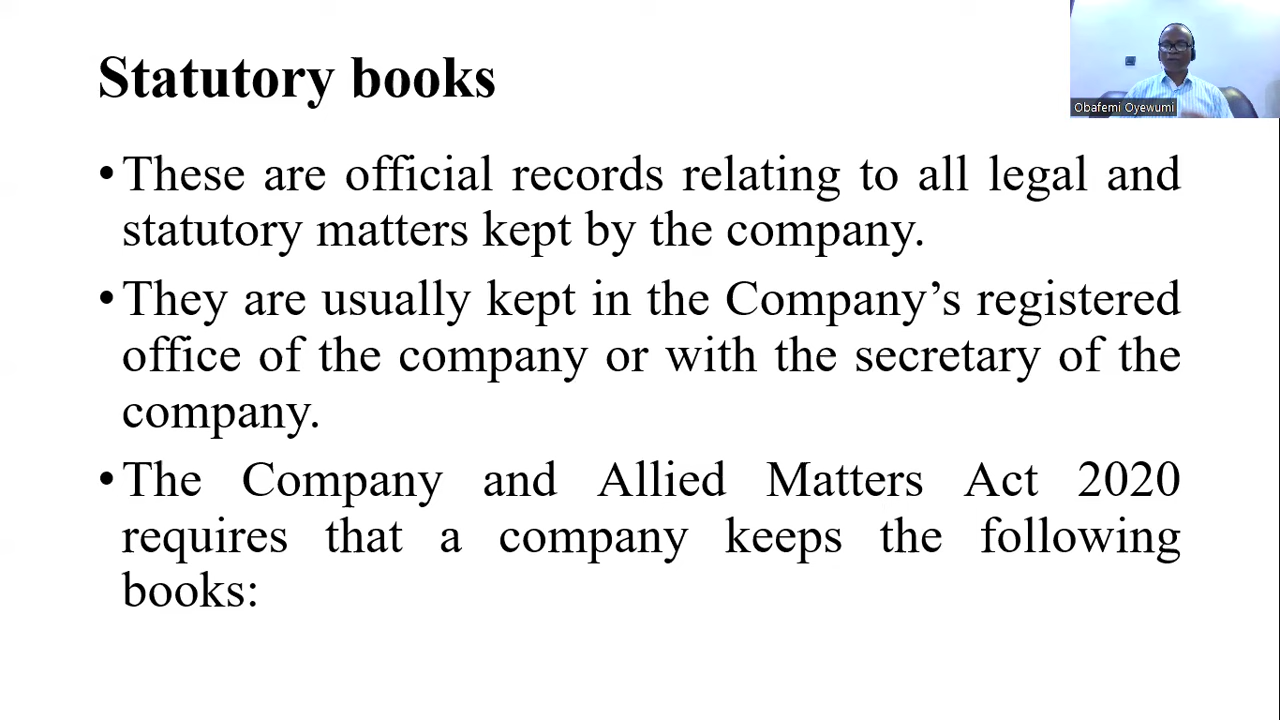 Statutory books
Obafemi Oyewumi
•These are official records relating to all legal and
statutory matters kept by the company.
•They are usually kept in the Company’s registered
office of the company or with the secretary of the
company.
•The Company and Allied Matters Act 2020
requires that a company keeps the following
books: